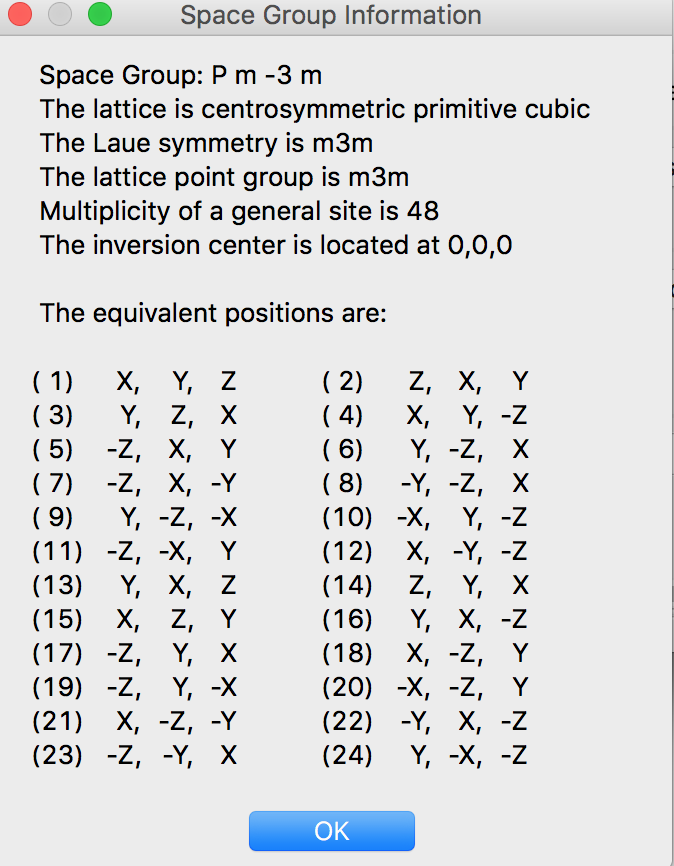 Space Group Information
Space Group: P m -3 m
The lattice is centrosymmetric primitive cubic
The Laue symmetry is m3m
The lattice point group is m3m
Multiplicity of a general site is 48
The inversion center is located at 0,0,0
The equivalent positions are:
( 1) X, Y, Z ( 2) Z, X, Y
( 3) Y, Z, X ( 4) X, Y, -Z
( 5) -Z, X, Y ( 6) Y, -Z, X
( 7) -Z, X, -Y ( 8) -Y, -Z, X
( 9) Y, -Z, -X (10) -X, Y, -Z
(11) -Z, -X, Y (12) X, -Y, -Z
(13) Y, X, Z (14) Z, Y, X
(15) X, Z, Y (16) Y, X, -Z
(17) -Z, Y, X (18) X, -Z, Y
(19) -Z, Y, -X (20) -X, -Z, Y
(21) X, -Z, -Y (22) -Y, X, -Z
(23) -Z, -Y, X (24) Y, -X, -Z
OK